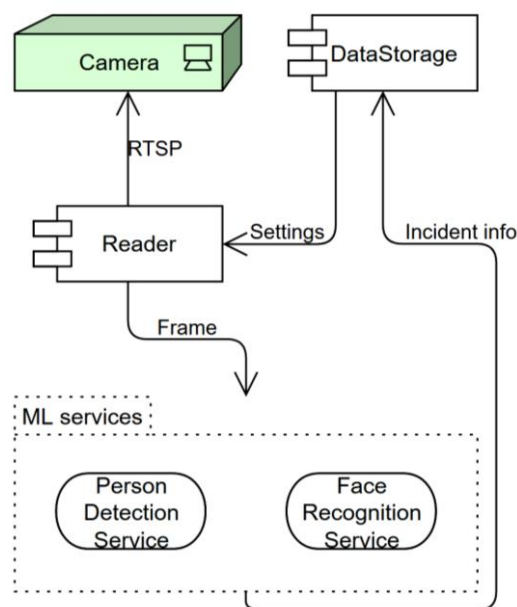 Camera
DataStorage
RTSP
Reader
Settings
Incident info
Frame
ML services
Person
Detection
Service
Face
Recognition
Service